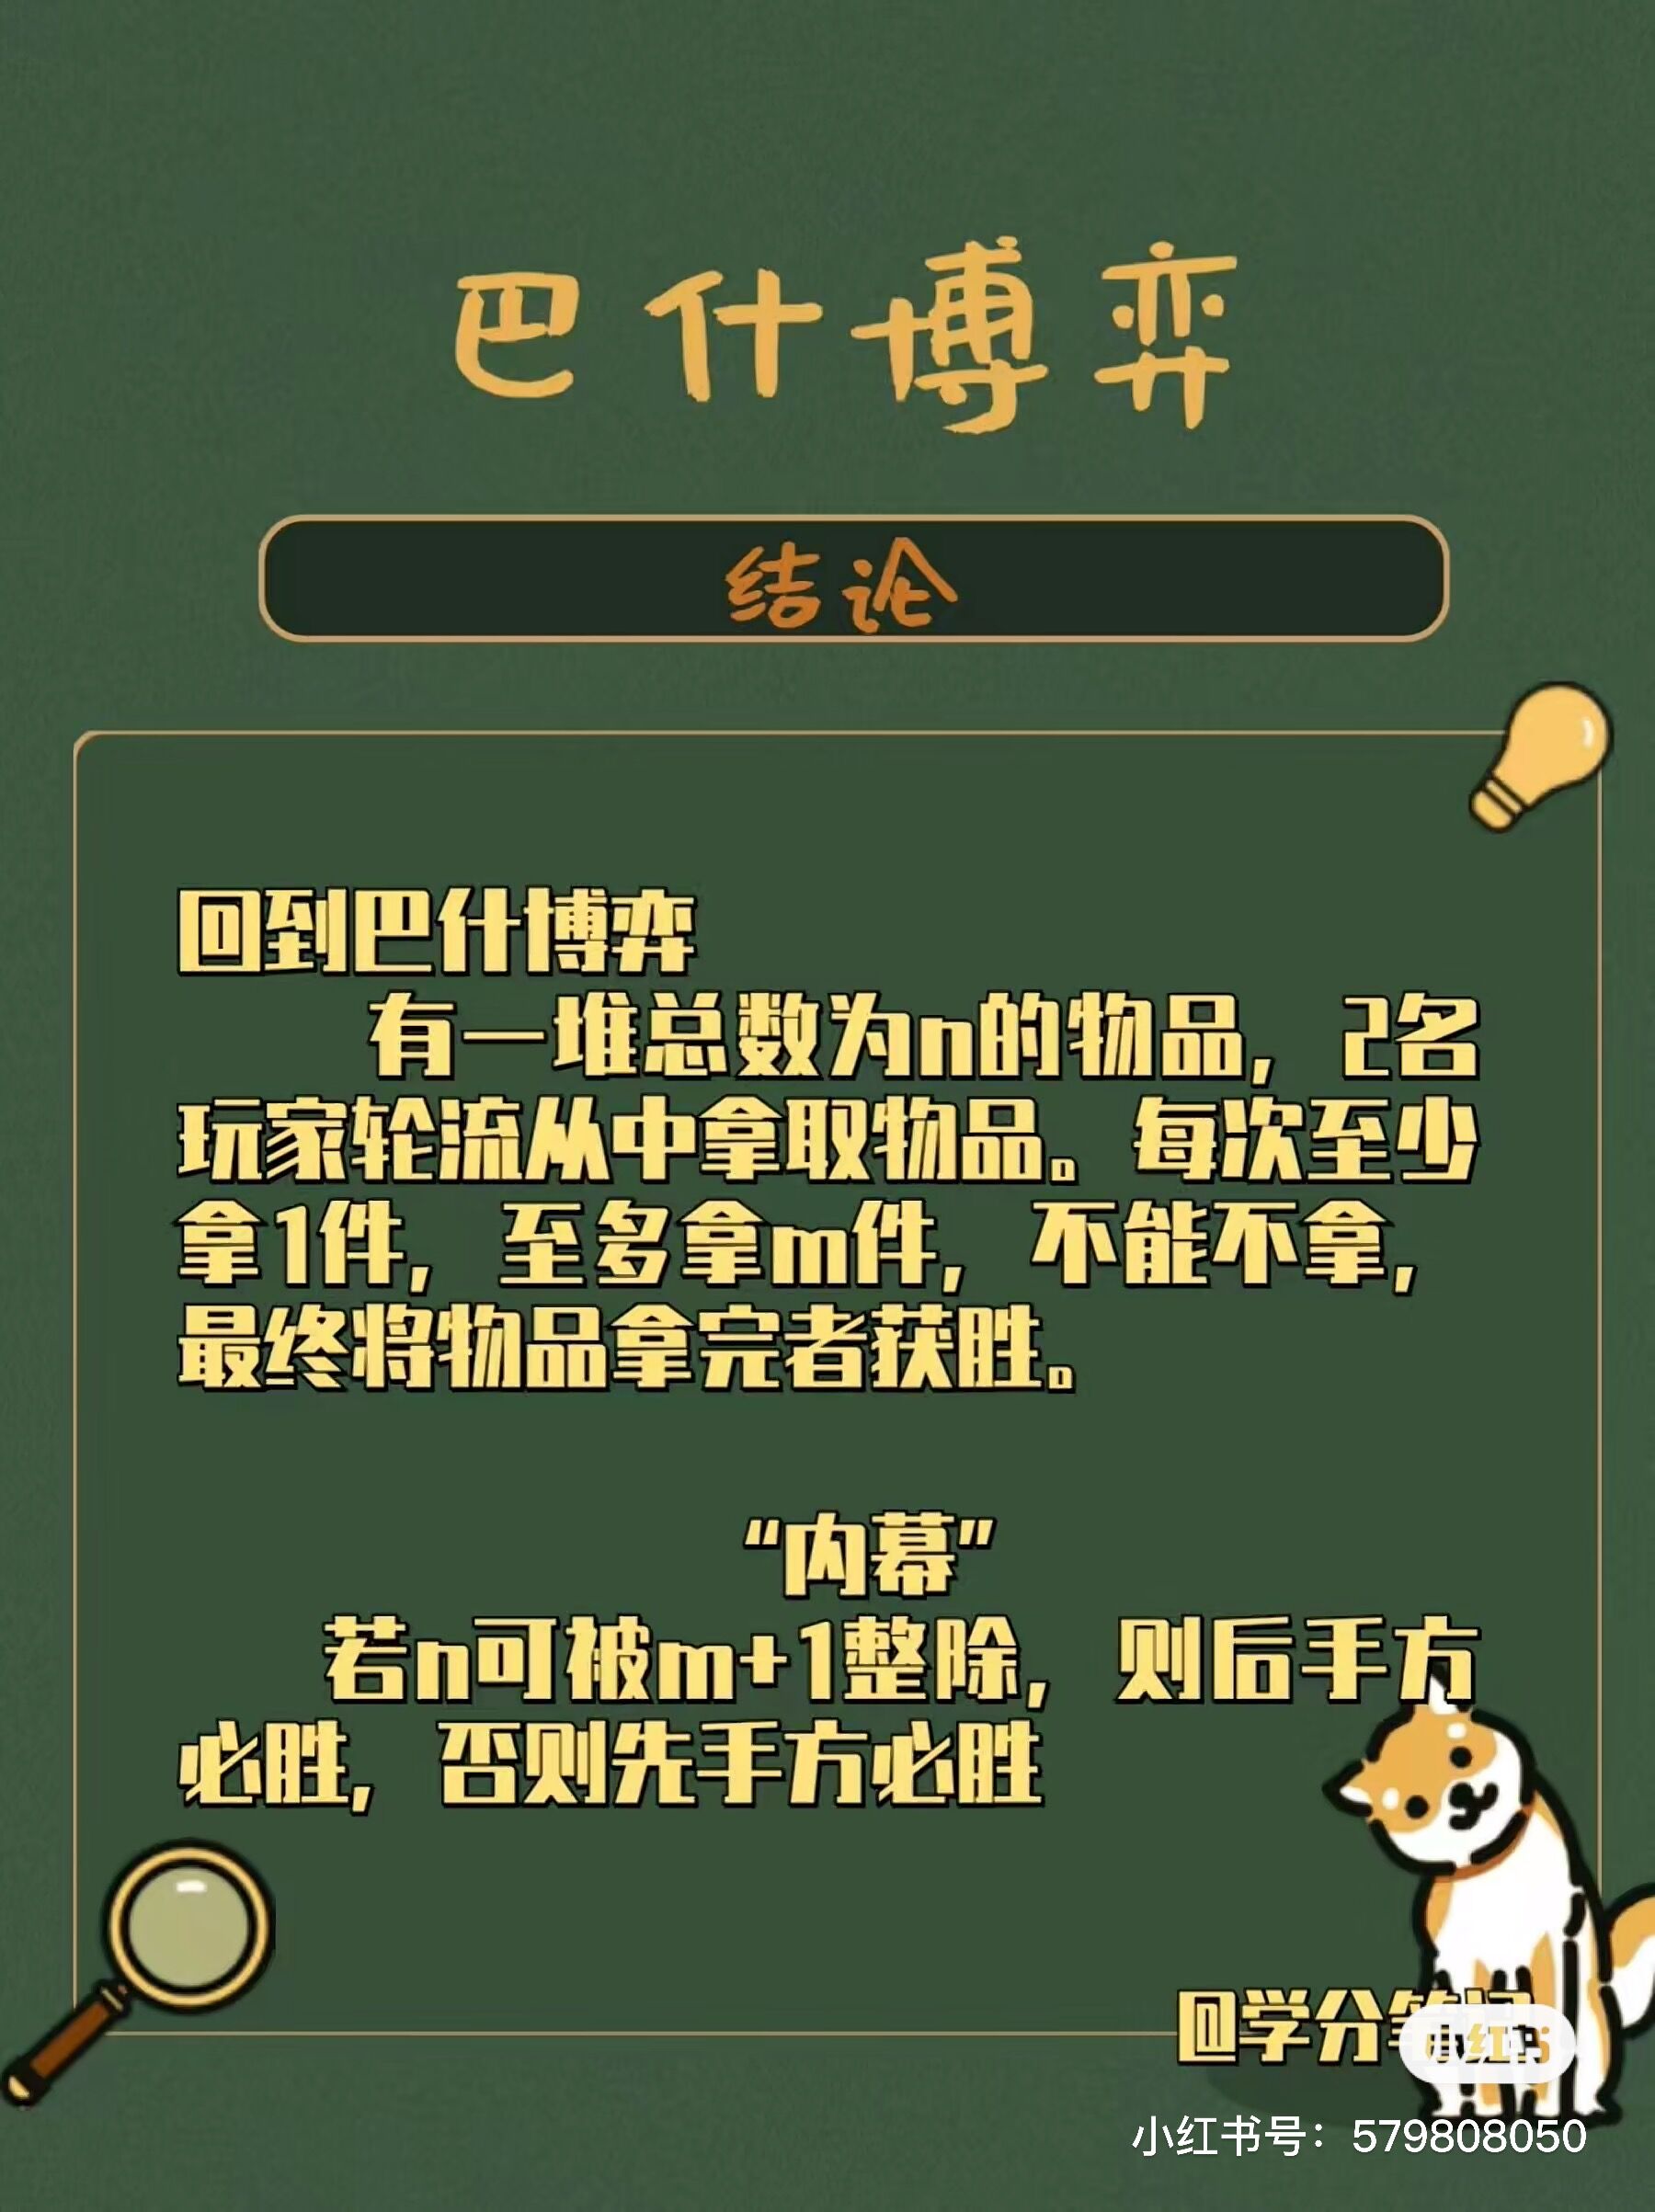 巴什博弈
结论
回到巴什博弈
有一堆总数为n的物品，2名
玩家轮流从中拿取物品。每次至少
拿1件，至多拿m件，不能不拿，
最终将物品拿完者获胜。
“内幕”
若n可被m+1整除，则后手方
必胜，否则先手方必胜
@学分
小红书号：579808050